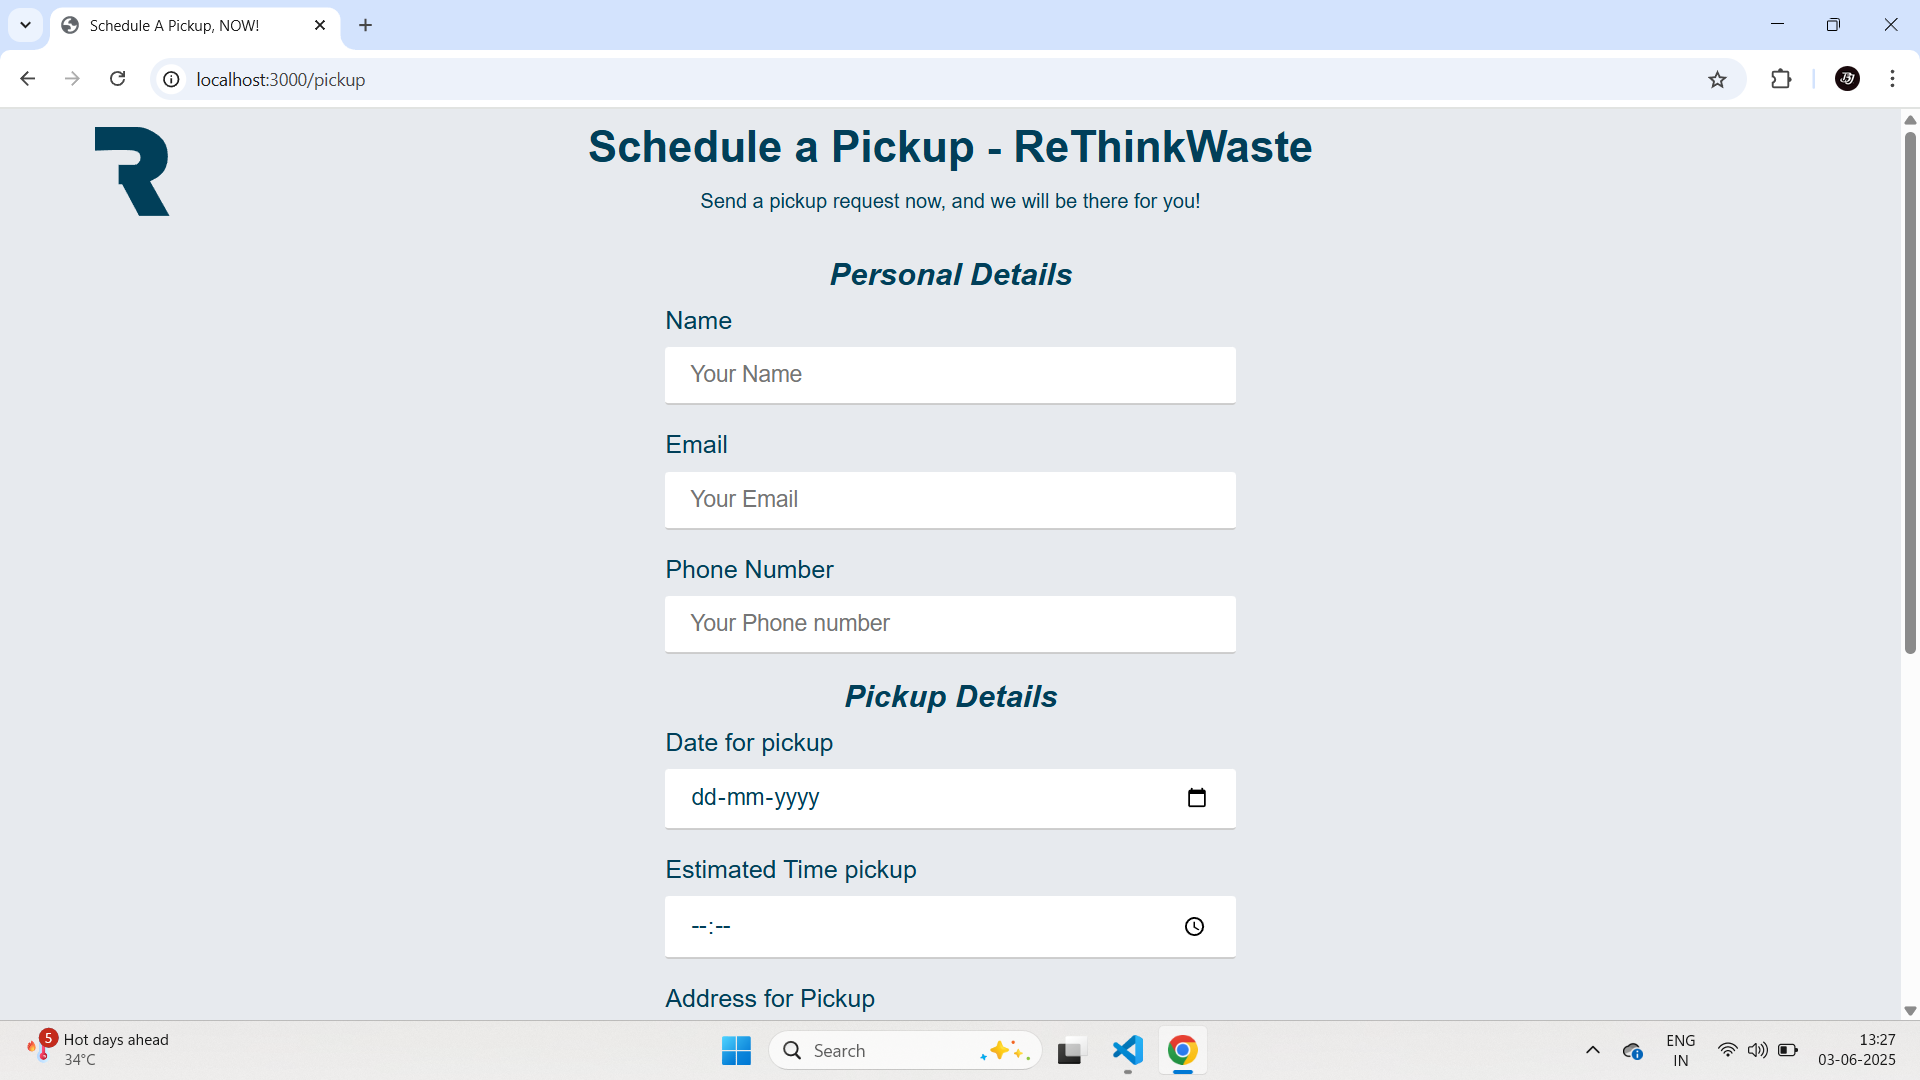 Schedule A Pickup, NOW!
localhost:3000/pickup
R
Schedule a Pickup - ReThinkWaste
Send a pickup request now, and we will be there for you!
Personal Details
Name
Your Name
Email
Your Email
Phone Number
Your Phone number
Pickup Details
Date for pickup
dd-mm-yyyy
Estimated Time pickup
--:--
Address for Pickup
5
Hot days ahead
34°C
Search
ENG
IN
13:27
03-06-2025